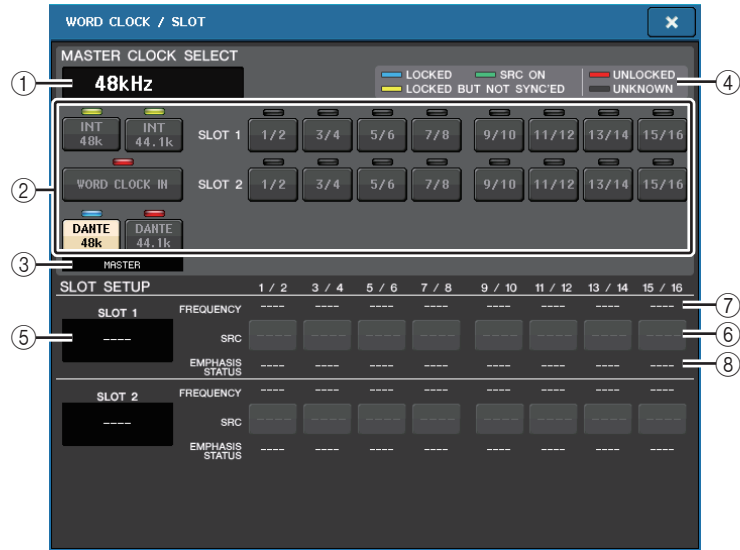 WORD CLOCK / SLOT ×
MASTER CLOCK SELECT
① 48kHz
LOCKED SRC ON UNLOCKED ④
LOCKED BUT NOT SYNC'ED UNKNOWN
INT 48k INT 44.1k SLOT 1 1/2 3/4 5/6 7/8 9/10 11/12 13/14 15/16
② WORD CLOCK IN SLOT 2 1/2 3/4 5/6 7/8 9/10 11/12 13/14 15/16
DANTE 48k DANTE 44.1k
③ MASTER
SLOT SETUP 1 / 2 3 / 4 5 / 6 7 / 8 9 / 10 11 / 12 13 / 14 15 / 16
SLOT 1 FREQUENCY ---- ---- ---- ---- ---- ---- ---- ---- ⑦
⑤ ---- SRC ---- ---- ---- ---- ---- ---- ---- ---- ⑥
EMPHASIS STATUS ---- ---- ---- ---- ---- ---- ---- ---- ⑧
SLOT 2 FREQUENCY ---- ---- ---- ---- ---- ---- ---- ----
---- SRC ---- ---- ---- ---- ---- ---- ---- ----
EMPHASIS STATUS ---- ---- ---- ---- ---- ---- ---- ----